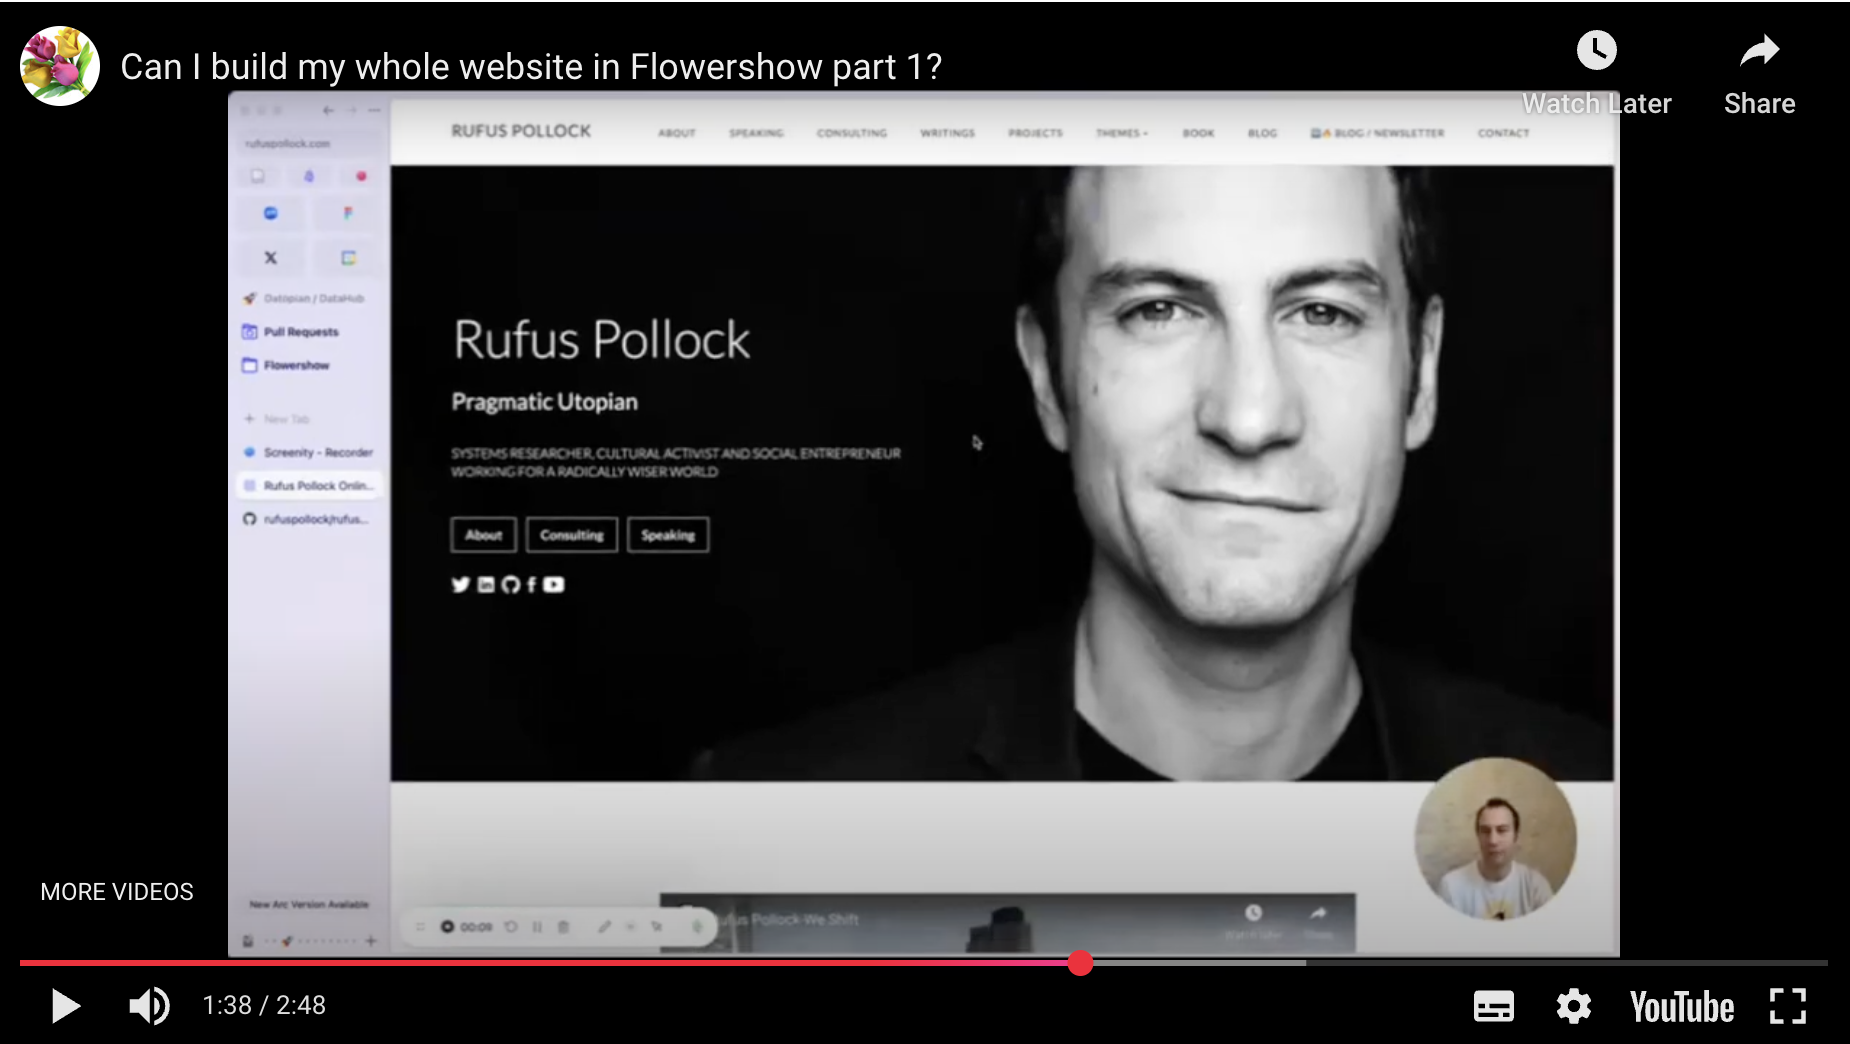 Can I build my whole website in Flowershow part 1?
Watch Later
Share
rufuspollock.com
RUFUS POLLOCK
ABOUT
SPEAKING
CONSULTING
WRITINGS
PROJECTS
THEMES
BOOK
BLOG
BLOG / NEWSLETTER
CONTACT
Datopian / DataHub
Pull Requests
Flowershow
New Tab
Screenity - Recorder
Rufus Pollock Onlin...
rufuspollock/rufus...
Rufus Pollock
Pragmatic Utopian
SYSTEMS RESEARCHER, CULTURAL ACTIVIST AND SOCIAL ENTREPRENEUR
WORKING FOR A RADICALLY WISER WORLD
About
Consulting
Speaking
MORE VIDEOS
New Arc Version Available
00:09
Pollock-We Shift
1:38 / 2:48
YouTube